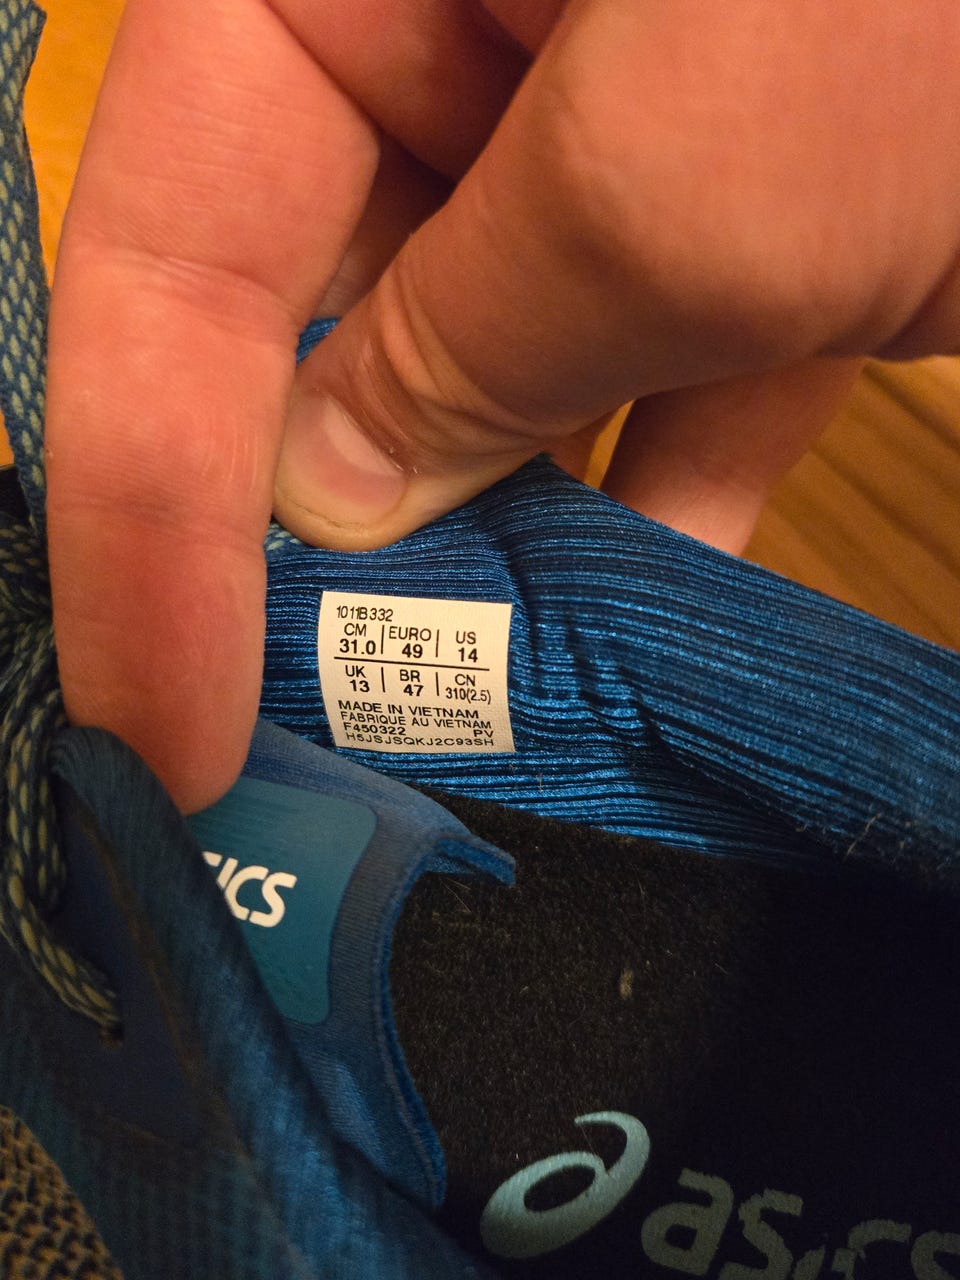 1011B332
CM | EURO | US
31.0 | 49 | 14
UK | BR | CN
13 | 47 | 310(2.5)
MADE IN VIETNAM
FABRIQUE AU VIETNAM
F450322 PV
H5JSJSQKJ2C93SH
ICS
asics